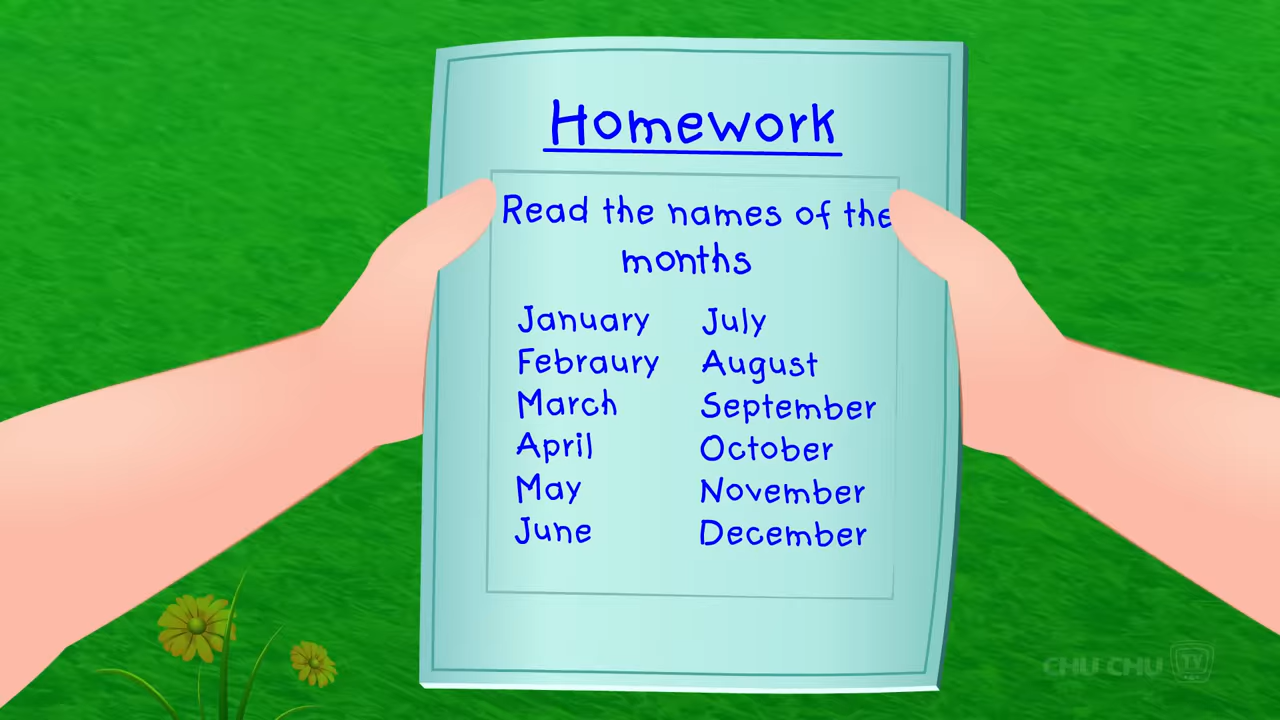 Homework
Read the names of the
months
January July
Febraury August
March September
April October
May November
June December
CHU CHU TV